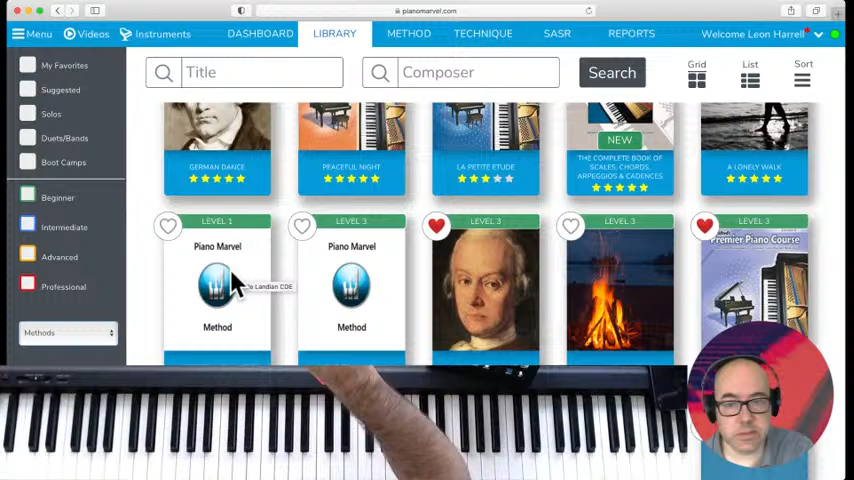 pianomarvel.com
Menu
Videos
Instruments
DASHBOARD
LIBRARY
METHOD
TECHNIQUE
SASR
REPORTS
Welcome Leon Harrell
My Favorites
Suggested
Solos
Duets/Bands
Boot Camps
Beginner
Intermediate
Advanced
Professional
Methods
Title
Composer
Search
Grid
List
Sort
GERMAN DANCE
PEACEFUL NIGHT
LA PETITE ETUDE
NEW
THE COMPLETE BOOK OF
SCALES, CHORDS,
ARPEGGIOS & CADENCES
A LONELY WALK
LEVEL 1
Piano Marvel
Method
Landian CDE
LEVEL 3
Piano Marvel
Method
LEVEL 3
LEVEL 3
LEVEL 3
Premier Piano Course